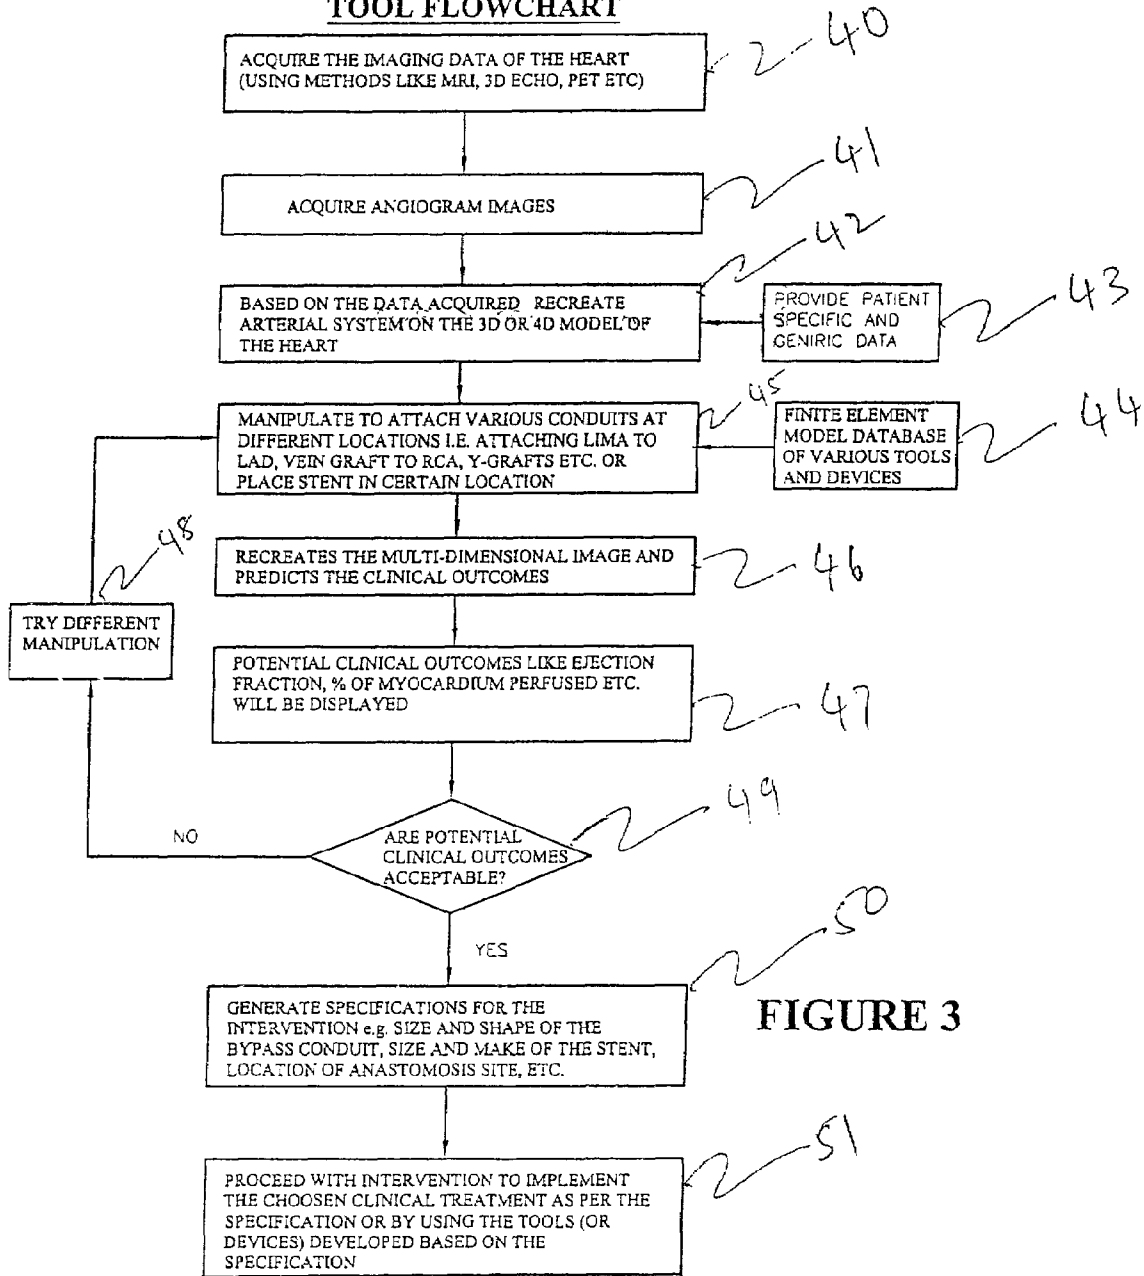 TOOL FLOWCHART
ACQUIRE THE IMAGING DATA OF THE HEART
(USING METHODS LIKE MRI, 3D ECHO, PET ETC)
40
ACQUIRE ANGIOGRAM IMAGES
41
BASED ON THE DATA ACQUIRED RECREATE
ARTERIAL SYSTEM ON THE 3D OR 4D MODEL OF
THE HEART
42
PROVIDE PATIENT
SPECIFIC AND
GENIRIC DATA
43
MANIPULATE TO ATTACH VARIOUS CONDUITS AT
DIFFERENT LOCATIONS I.E. ATTACHING LIMA TO
LAD, VEIN GRAFT TO RCA, Y-GRAFTS ETC. OR
PLACE STENT IN CERTAIN LOCATION
45
FINITE ELEMENT
MODEL DATABASE
OF VARIOUS TOOLS
AND DEVICES
44
RECREATES THE MULTI-DIMENSIONAL IMAGE AND
PREDICTS THE CLINICAL OUTCOMES
46
48
TRY DIFFERENT
MANIPULATION
POTENTIAL CLINICAL OUTCOMES LIKE EJECTION
FRACTION, % OF MYOCARDIUM PERFUSED ETC.
WILL BE DISPLAYED
47
ARE POTENTIAL
CLINICAL OUTCOMES
ACCEPTABLE?
49
NO
YES
GENERATE SPECIFICATIONS FOR THE
INTERVENTION e.g. SIZE AND SHAPE OF THE
BYPASS CONDUIT, SIZE AND MAKE OF THE STENT,
LOCATION OF ANASTOMOSIS SITE, ETC.
50
FIGURE 3
PROCEED WITH INTERVENTION TO IMPLEMENT
THE CHOOSEN CLINICAL TREATMENT AS PER THE
SPECIFICATION OR BY USING THE TOOLS (OR
DEVICES) DEVELOPED BASED ON THE
SPECIFICATION
51